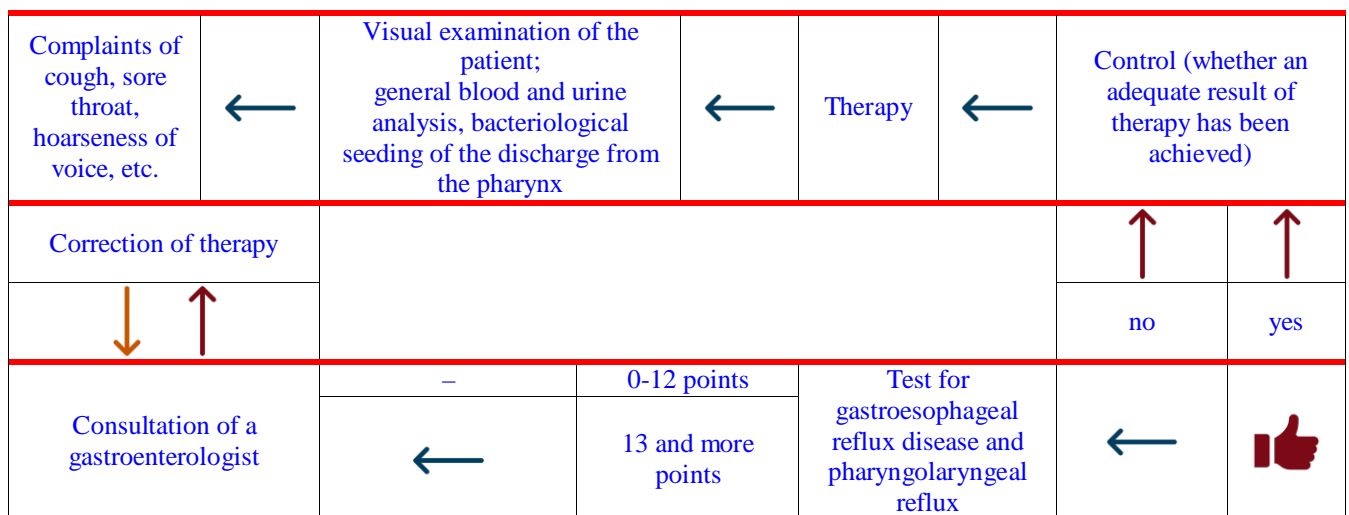 Complaints of
cough, sore
throat,
hoarseness of
voice, etc.
Visual examination of the
patient;
general blood and urine
analysis, bacteriological
seeding of the discharge from
the pharynx
Therapy
Control (whether an
adequate result of
therapy has been
achieved)
Correction of therapy
no
yes
Consultation of a
gastroenterologist
–
0-12 points
13 and more
points
Test for
gastroesophageal
reflux disease and
pharyngolaryngeal
reflux